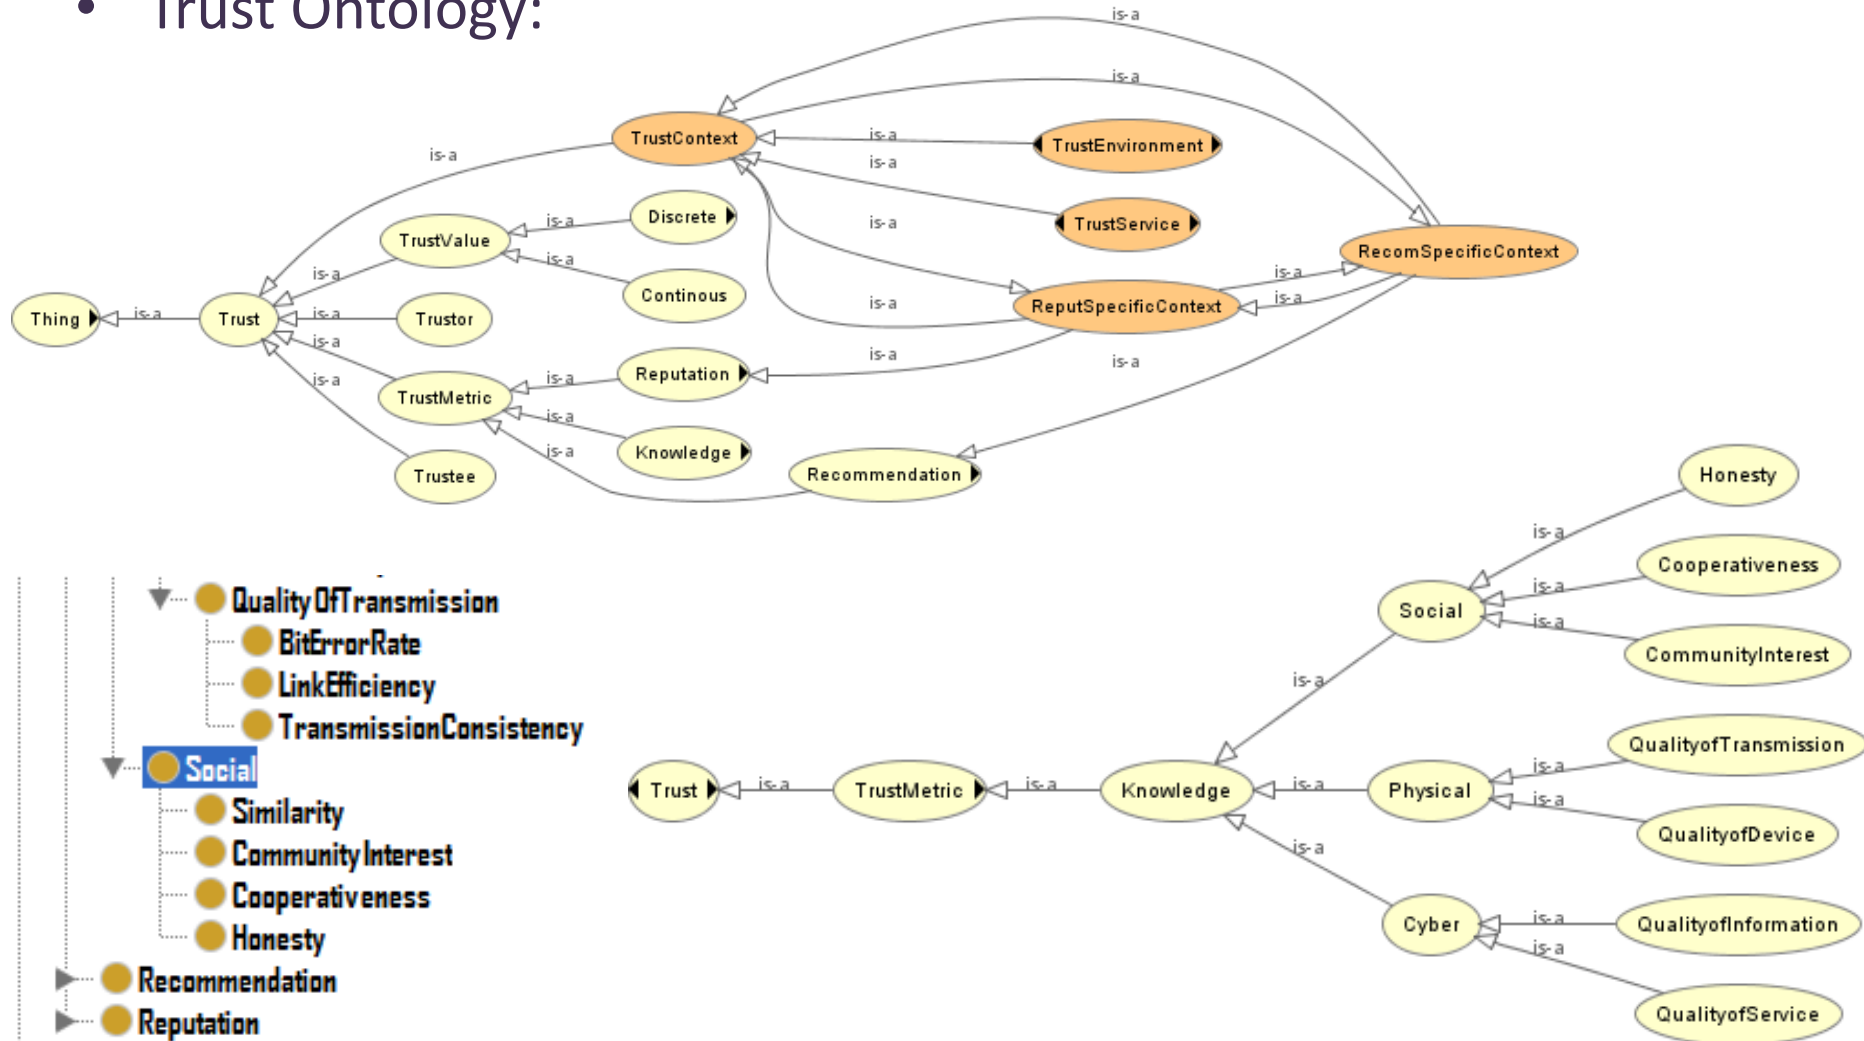 • Trust Ontology:
is-a
is-a
TrustContext
is-a
TrustEnvironment
is-a
is-a
Discrete
is-a
TrustService
is-a
TrustValue
is-a
RecomSpecificContext
is-a
is-a
is-a
Continous
is-a
ReputSpecificContext
is-a
Thing
is-a
Trust
is-a
Trustor
is-a
is-a
is-a
is-a
Reputation
is-a
is-a
TrustMetric
is-a
Knowledge
is-a
Trustee
Recommendation
Honesty
is-a
Cooperativeness
is-a
Social
is-a
CommunityInterest
is-a
QualityofTransmission
is-a
Trust
is-a
TrustMetric
is-a
Knowledge
is-a
Physical
is-a
QualityofDevice
is-a
Cyber
is-a
QualityofInformation
is-a
QualityofService
QualityOfTransmission
BitErrorRate
LinkEfficiency
TransmissionConsistency
Social
Similarity
CommunityInterest
Cooperativeness
Honesty
Recommendation
Reputation